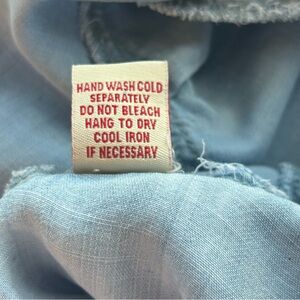 HAND WASH COLD
SEPARATELY
DO NOT BLEACH
HANG TO DRY
COOL IRON
IF NECESSARY